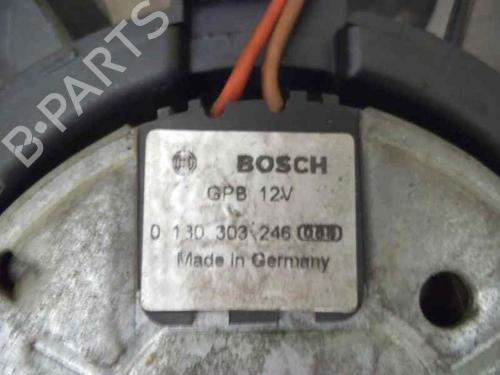 B-PARTS
BOSCH
GPB 12V
0 130 303 246
Made in Germany